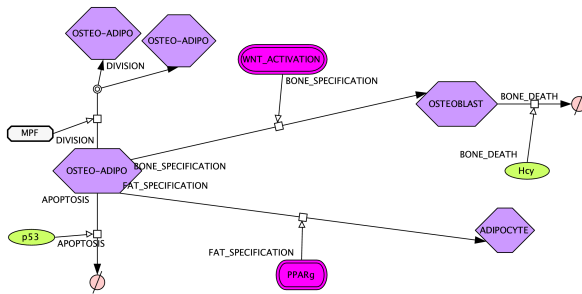 OSTEO-ADIPO
OSTEO-ADIPO
DIVISION
WNT_ACTIVATION
BONE_SPECIFICATION
OSTEOBLAST
BONE_DEATH
MPF
DIVISION
BONE_DEATH
Hcy
OSTEO-ADIPO
BONE_SPECIFICATION
FAT_SPECIFICATION
APOPTOSIS
p53
APOPTOSIS
ADIPOCYTE
FAT_SPECIFICATION
PPARg